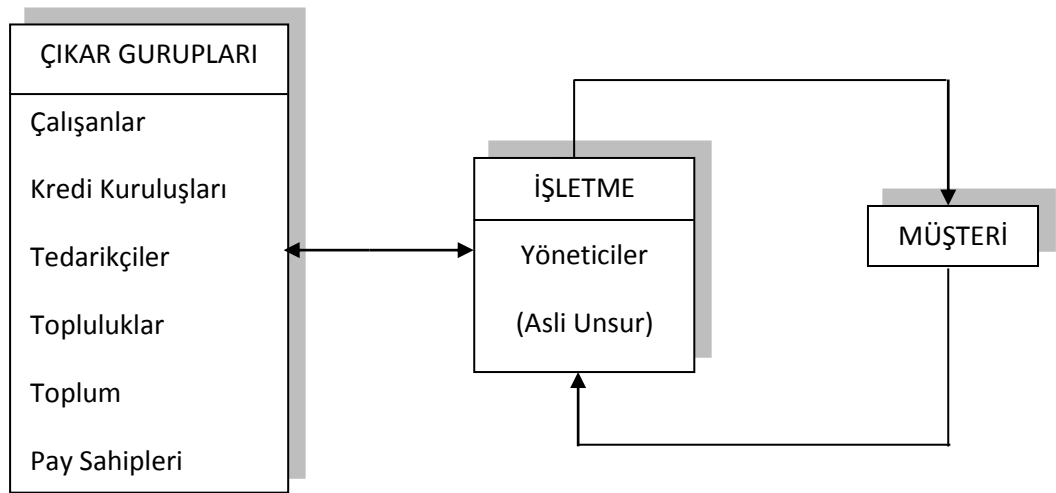 ÇIKAR GURUPLARI
Çalışanlar
Kredi Kuruluşları
Tedarikçiler
Topluluklar
Toplum
Pay Sahipleri
İŞLETME
Yöneticiler
(Asli Unsur)
MÜŞTERİ